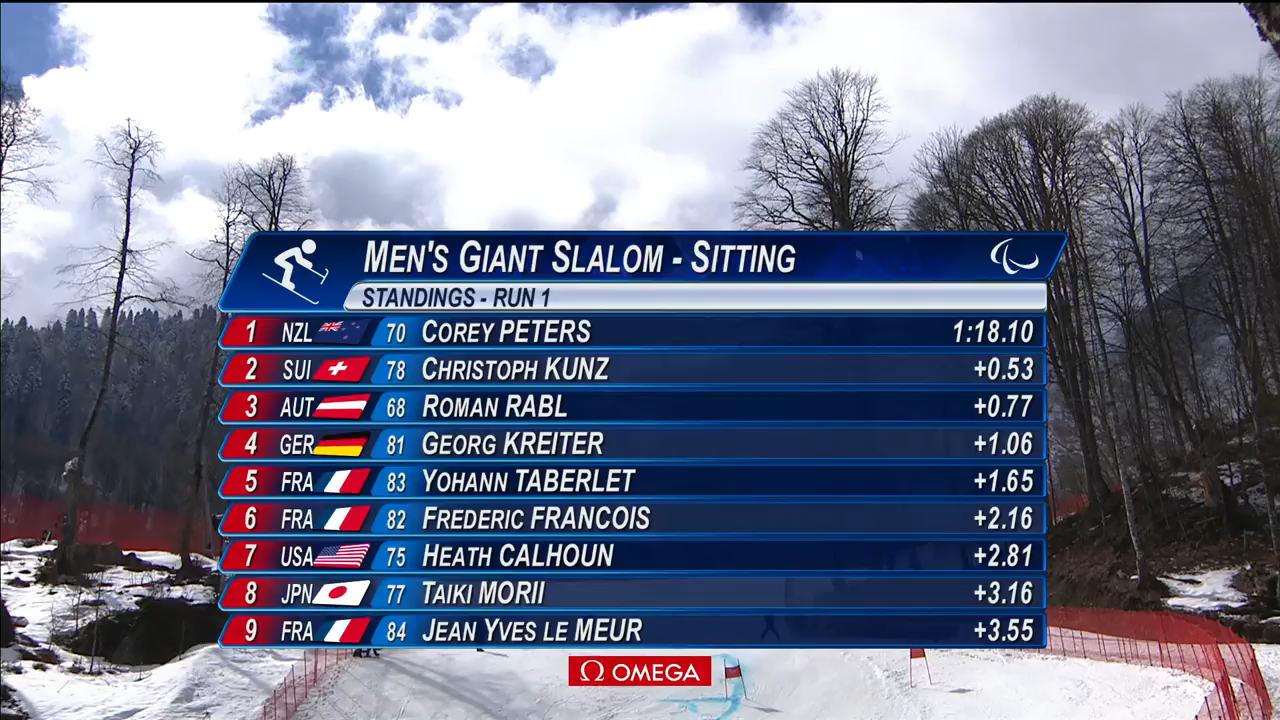 MEN'S GIANT SLALOM - SITTING
STANDINGS - RUN 1
1 NZL 70 COREY PETERS 1:18.10
2 SUI 78 CHRISTOPH KUNZ +0.53
3 AUT 68 ROMAN RABL +0.77
4 GER 81 GEORG KREITER +1.06
5 FRA 83 YOHANN TABERLET +1.65
6 FRA 82 FREDERIC FRANCOIS +2.16
7 USA 75 HEATH CALHOUN +2.81
8 JPN 77 TAIKI MORII +3.16
9 FRA 84 JEAN YVES LE MEUR +3.55
Ω OMEGA